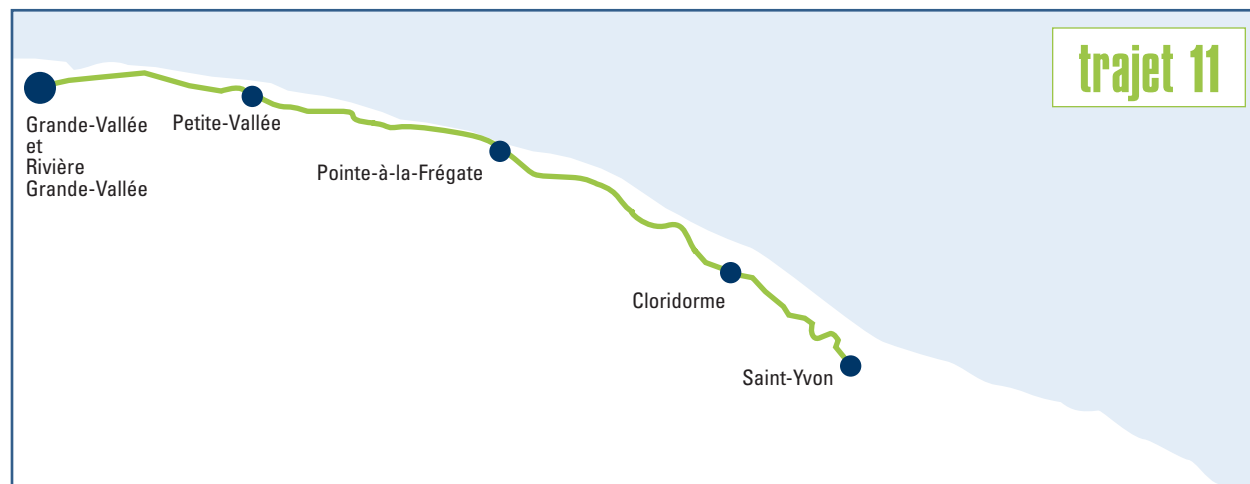 trajet 11
Grande-Vallée
et
Rivière
Grande-Vallée
Petite-Vallée
Pointe-à-la-Frégate
Cloridorme
Saint-Yvon